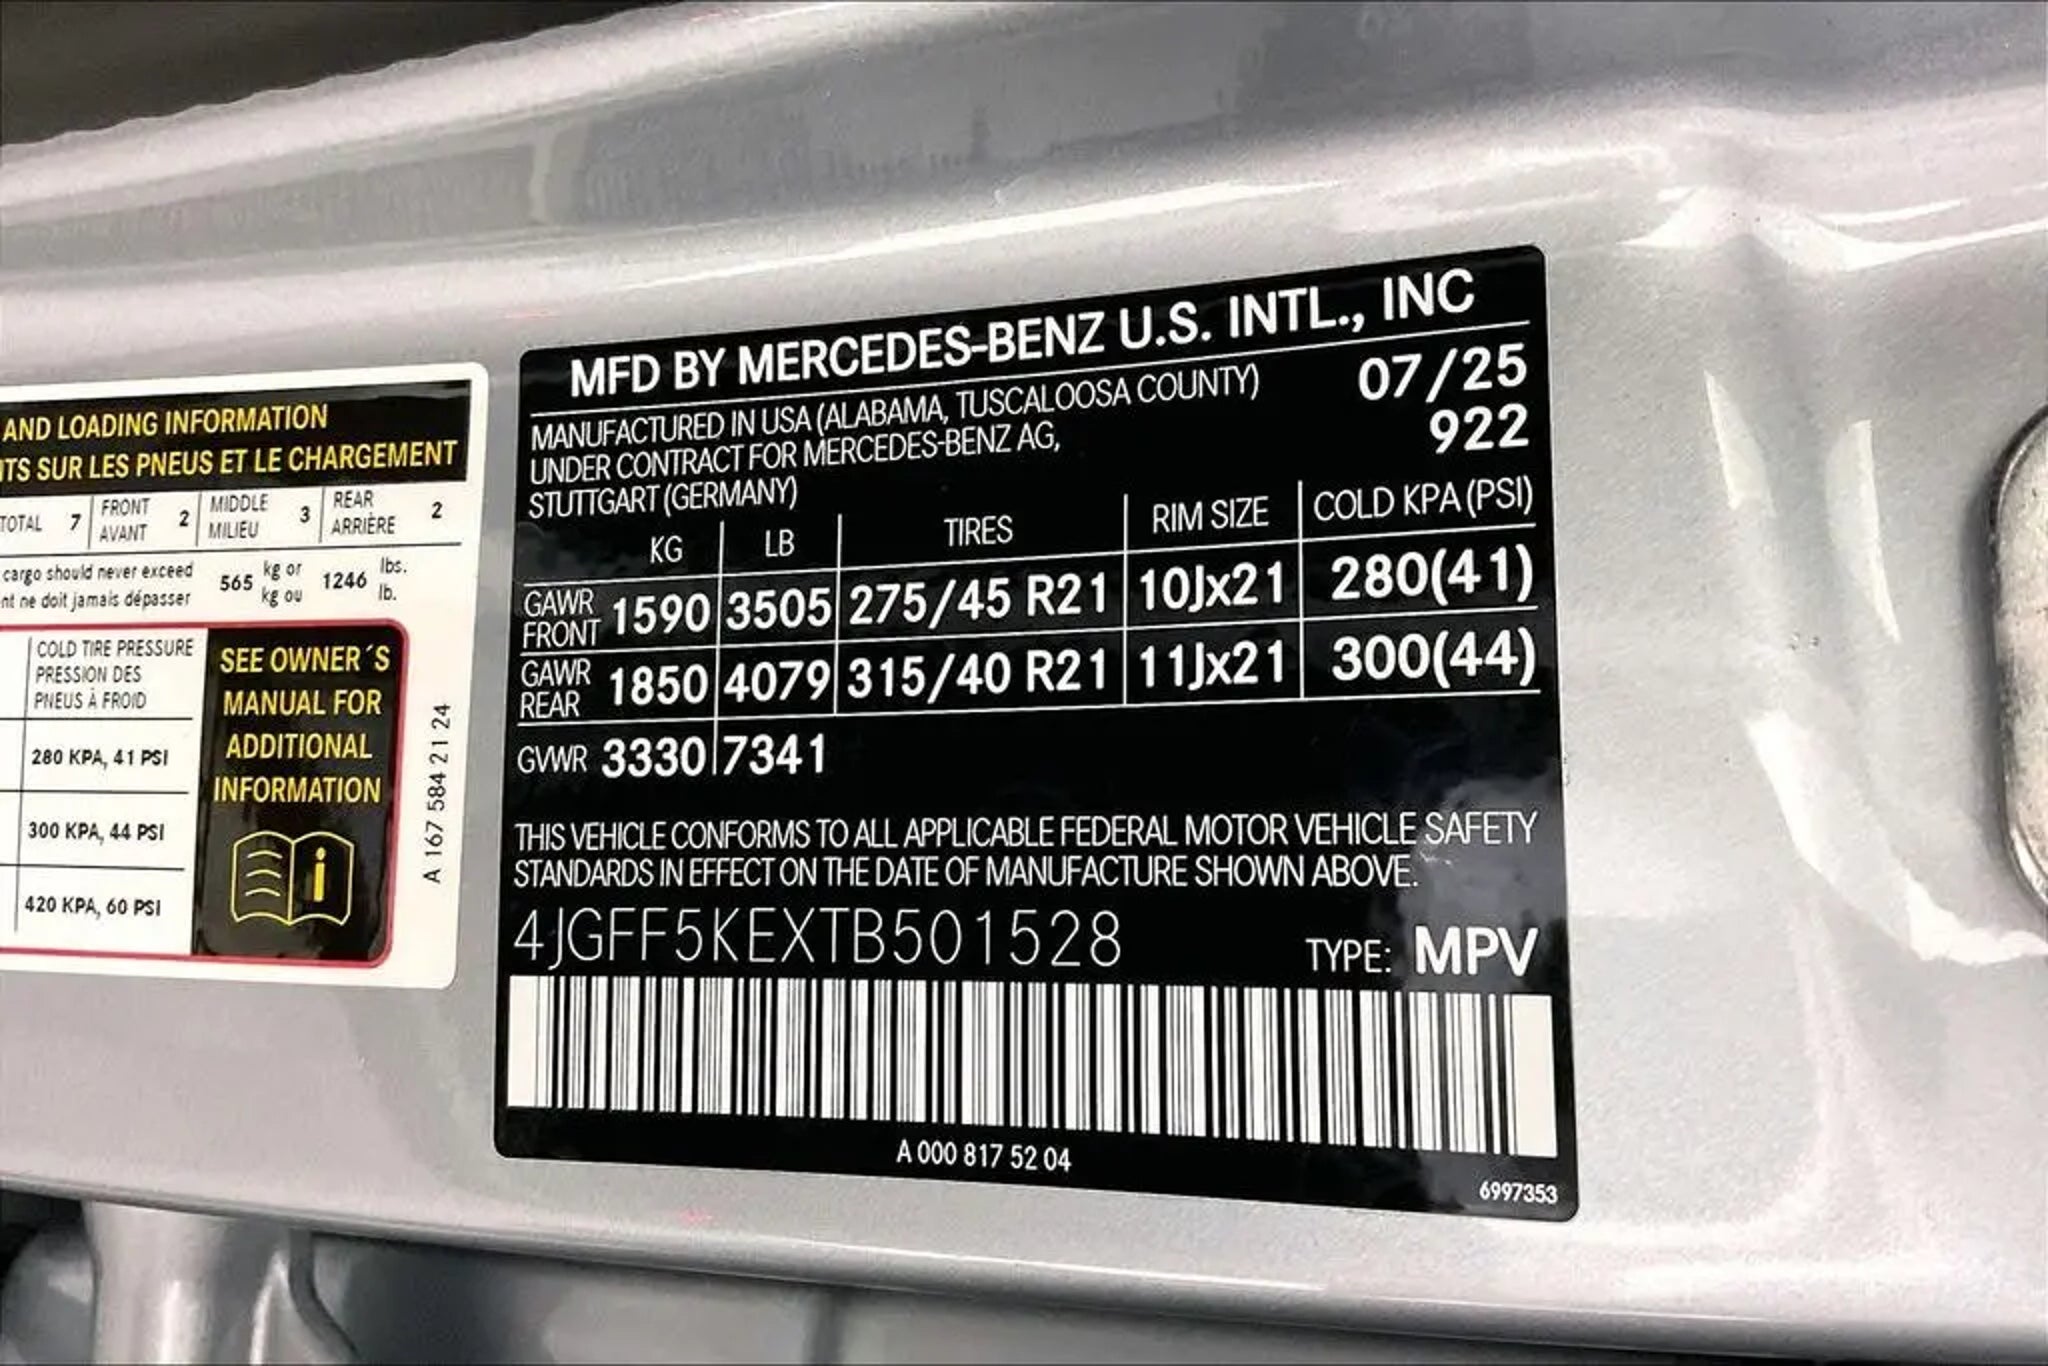 AND LOADING INFORMATION
TS SUR LES PNEUS ET LE CHARGEMENT
TOTAL 7 FRONT AVANT 2 MIDDLE MILIEU 3 REAR ARRIÈRE 2
cargo should never exceed 565 kg or 1246 lbs.
nt ne doit jamais dépasser kg ou lb.
COLD TIRE PRESSURE
PRESSION DES
PNEUS À FROID
280 KPA, 41 PSI
300 KPA, 44 PSI
420 KPA, 60 PSI
SEE OWNER´S
MANUAL FOR
ADDITIONAL
INFORMATION
i
A 167 584 21 24
MFD BY MERCEDES-BENZ U.S. INTL., INC
MANUFACTURED IN USA (ALABAMA, TUSCALOOSA COUNTY) 07/25
UNDER CONTRACT FOR MERCEDES-BENZ AG, 922
STUTTGART (GERMANY)
KG LB TIRES RIM SIZE COLD KPA (PSI)
GAWR FRONT 1590 3505 275/45 R21 10Jx21 280(41)
GAWR REAR 1850 4079 315/40 R21 11Jx21 300(44)
GVWR 3330 7341
THIS VEHICLE CONFORMS TO ALL APPLICABLE FEDERAL MOTOR VEHICLE SAFETY
STANDARDS IN EFFECT ON THE DATE OF MANUFACTURE SHOWN ABOVE.
4JGFF5KEXTB501528 TYPE: MPV
A 000 817 52 04
6997353